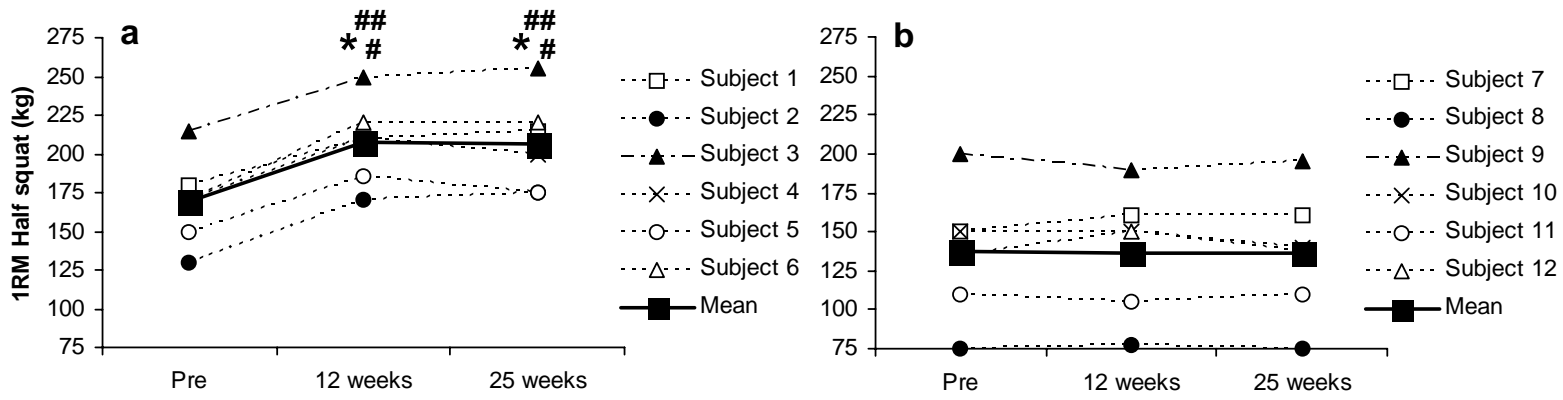 a
##
* #
##
* #
1RM Half squat (kg)
275
250
225
200
175
150
125
100
75
Pre
12 weeks
25 weeks
Subject 1
Subject 2
Subject 3
Subject 4
Subject 5
Subject 6
Mean
b
275
250
225
200
175
150
125
100
75
Pre
12 weeks
25 weeks
Subject 7
Subject 8
Subject 9
Subject 10
Subject 11
Subject 12
Mean